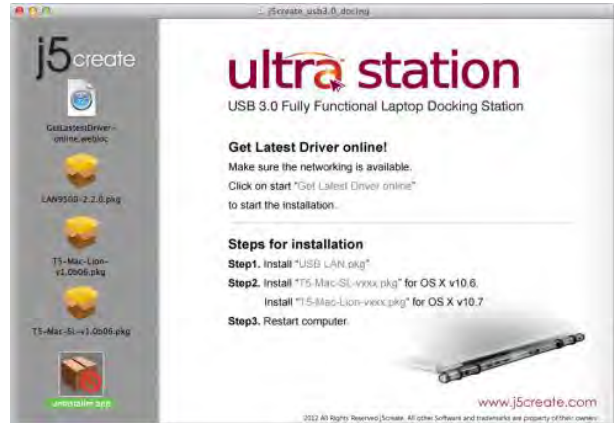 j5create_usb3.0_docing
j5create
GetLastestDriver-
online.webloc
LAN9500-2.2.0.pkg
T5-Mac-Lion-
v1.0b06.pkg
T5-Mac-SL-v1.0b06.pkg
uninstaller.app
ultra station
USB 3.0 Fully Functional Laptop Docking Station
Get Latest Driver online!
Make sure the networking is available.
Click on start "Get Latest Driver online"
to start the installation.
Steps for installation
Step1. Install "USB LAN.pkg"
Step2. Install "T5-Mac-SL-vxxx.pkg" for OS X v10.6.
Install "T5-Mac-Lion-vxxx.pkg" for OS X v10.7
Step3. Restart computer.
www.j5create.com
2012 All Rights Reserved j5create. All other Software and trademarks are property of their owners.